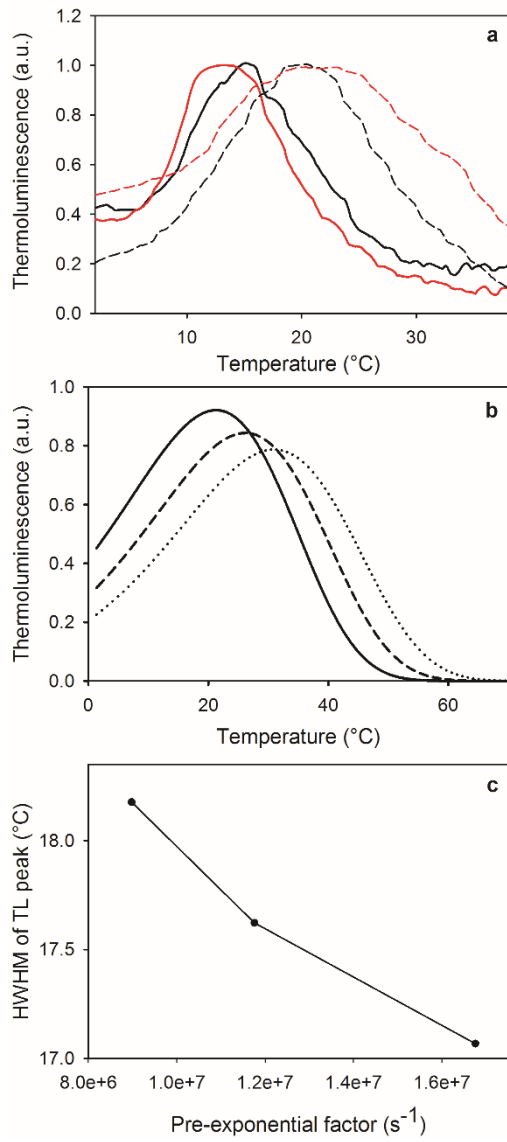 a
1.2
1.0
0.8
0.6
0.4
0.2
0.0
Thermoluminescence (a.u.)
10 20 30
Temperature (°C)
b
1.0
0.8
0.6
0.4
0.2
0.0
Thermoluminescence (a.u.)
0 20 40 60
Temperature (°C)
c
18.0
17.5
17.0
HWHM of TL peak (°C)
8.0e+6 1.0e+7 1.2e+7 1.4e+7 1.6e+7
Pre-exponential factor (s⁻¹)